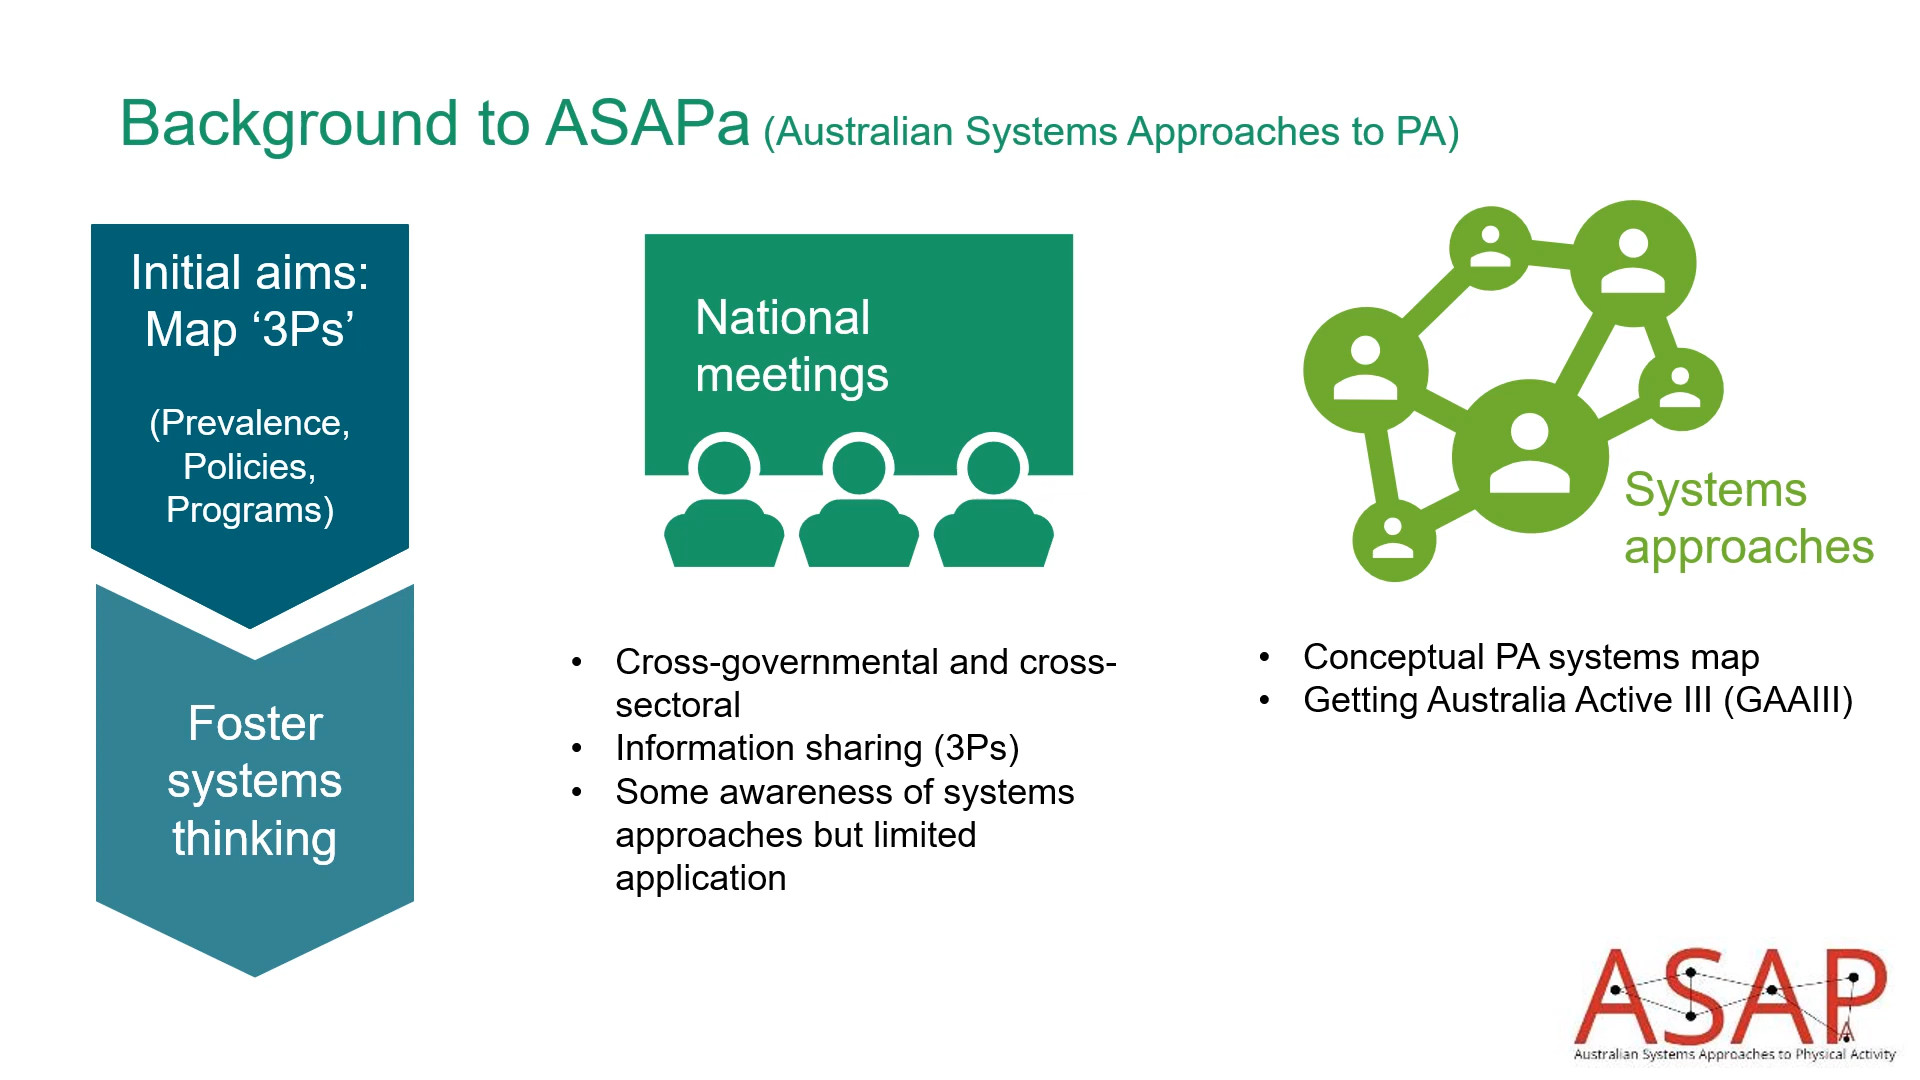 Background to ASAPa (Australian Systems Approaches to PA)
Initial aims:
Map ‘3Ps’
(Prevalence,
Policies,
Programs)
Foster
systems
thinking
National
meetings
• Cross-governmental and cross-
sectoral
• Information sharing (3Ps)
• Some awareness of systems
approaches but limited
application
Systems
approaches
• Conceptual PA systems map
• Getting Australia Active III (GAAIII)
ASAPA
Australian Systems Approaches to Physical Activity